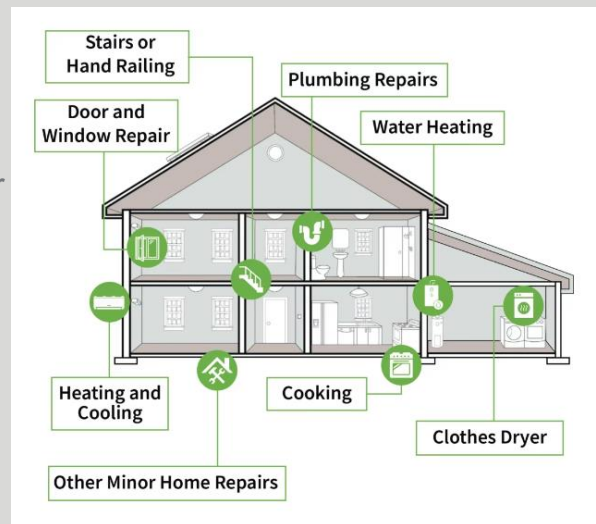 Stairs or
Hand Railing
Plumbing Repairs
Door and
Window Repair
Water Heating
Heating and
Cooling
Cooking
Clothes Dryer
Other Minor Home Repairs